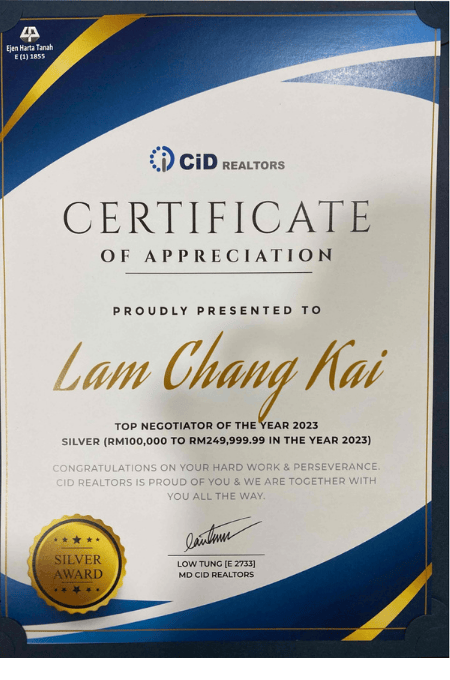 Ejen Harta Tanah
E (1) 1855
CiD REALTORS
CERTIFICATE
OF APPRECIATION
PROUDLY PRESENTED TO
Lam Chang Kai
TOP NEGOTIATOR OF THE YEAR 2023
SILVER (RM100,000 TO RM249,999.99 IN THE YEAR 2023)
CONGRATULATIONS ON YOUR HARD WORK & PERSEVERANCE.
CID REALTORS IS PROUD OF YOU & WE ARE TOGETHER WITH
YOU ALL THE WAY.
SILVER
AWARD
LOW TUNG [E 2733]
MD CID REALTORS